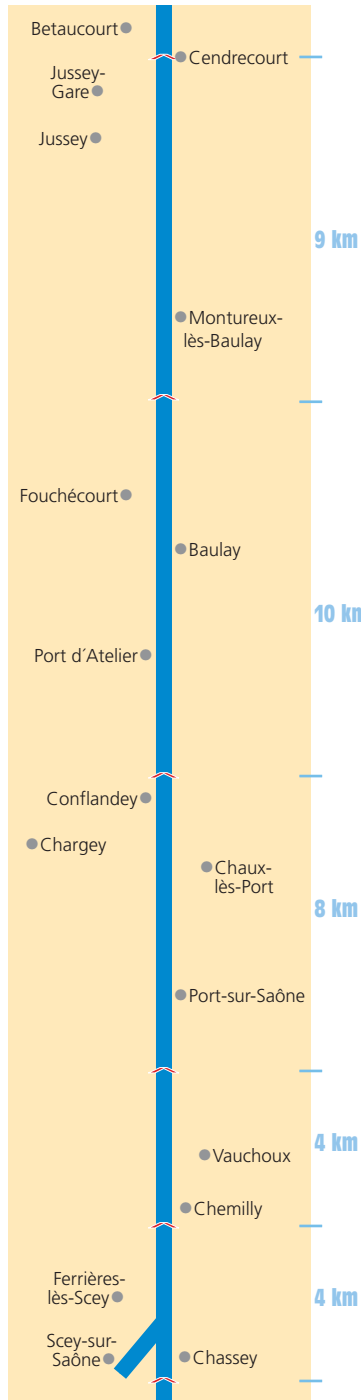 Betaucourt
Cendrecourt
Jussey-
Gare
Jussey
9 km
Montureux-
lès-Baulay
Fouchécourt
Baulay
10 km
Port d´Atelier
Conflandey
Chargey
Chaux-
lès-Port
8 km
Port-sur-Saône
4 km
Vauchoux
Chemilly
Ferrières-
lès-Scey
4 km
Scey-sur-
Saône
Chassey